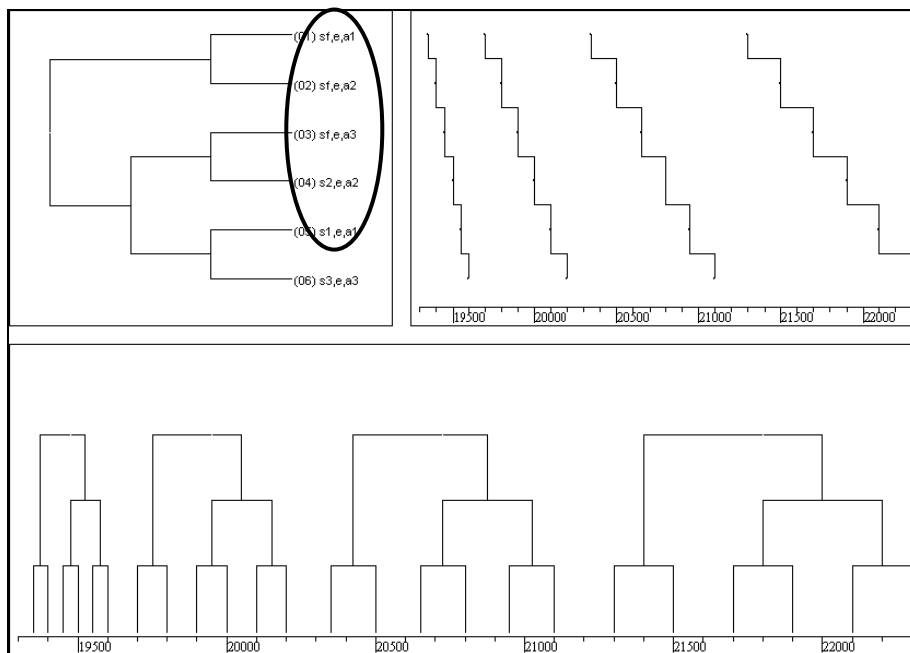 (01) sf,e,a1
(02) sf,e,a2
(03) sf,e,a3
(04) s2,e,a2
(05) s1,e,a1
(06) s3,e,a3
19500 20000 20500 21000 21500 22000
19500 20000 20500 21000 21500 22000